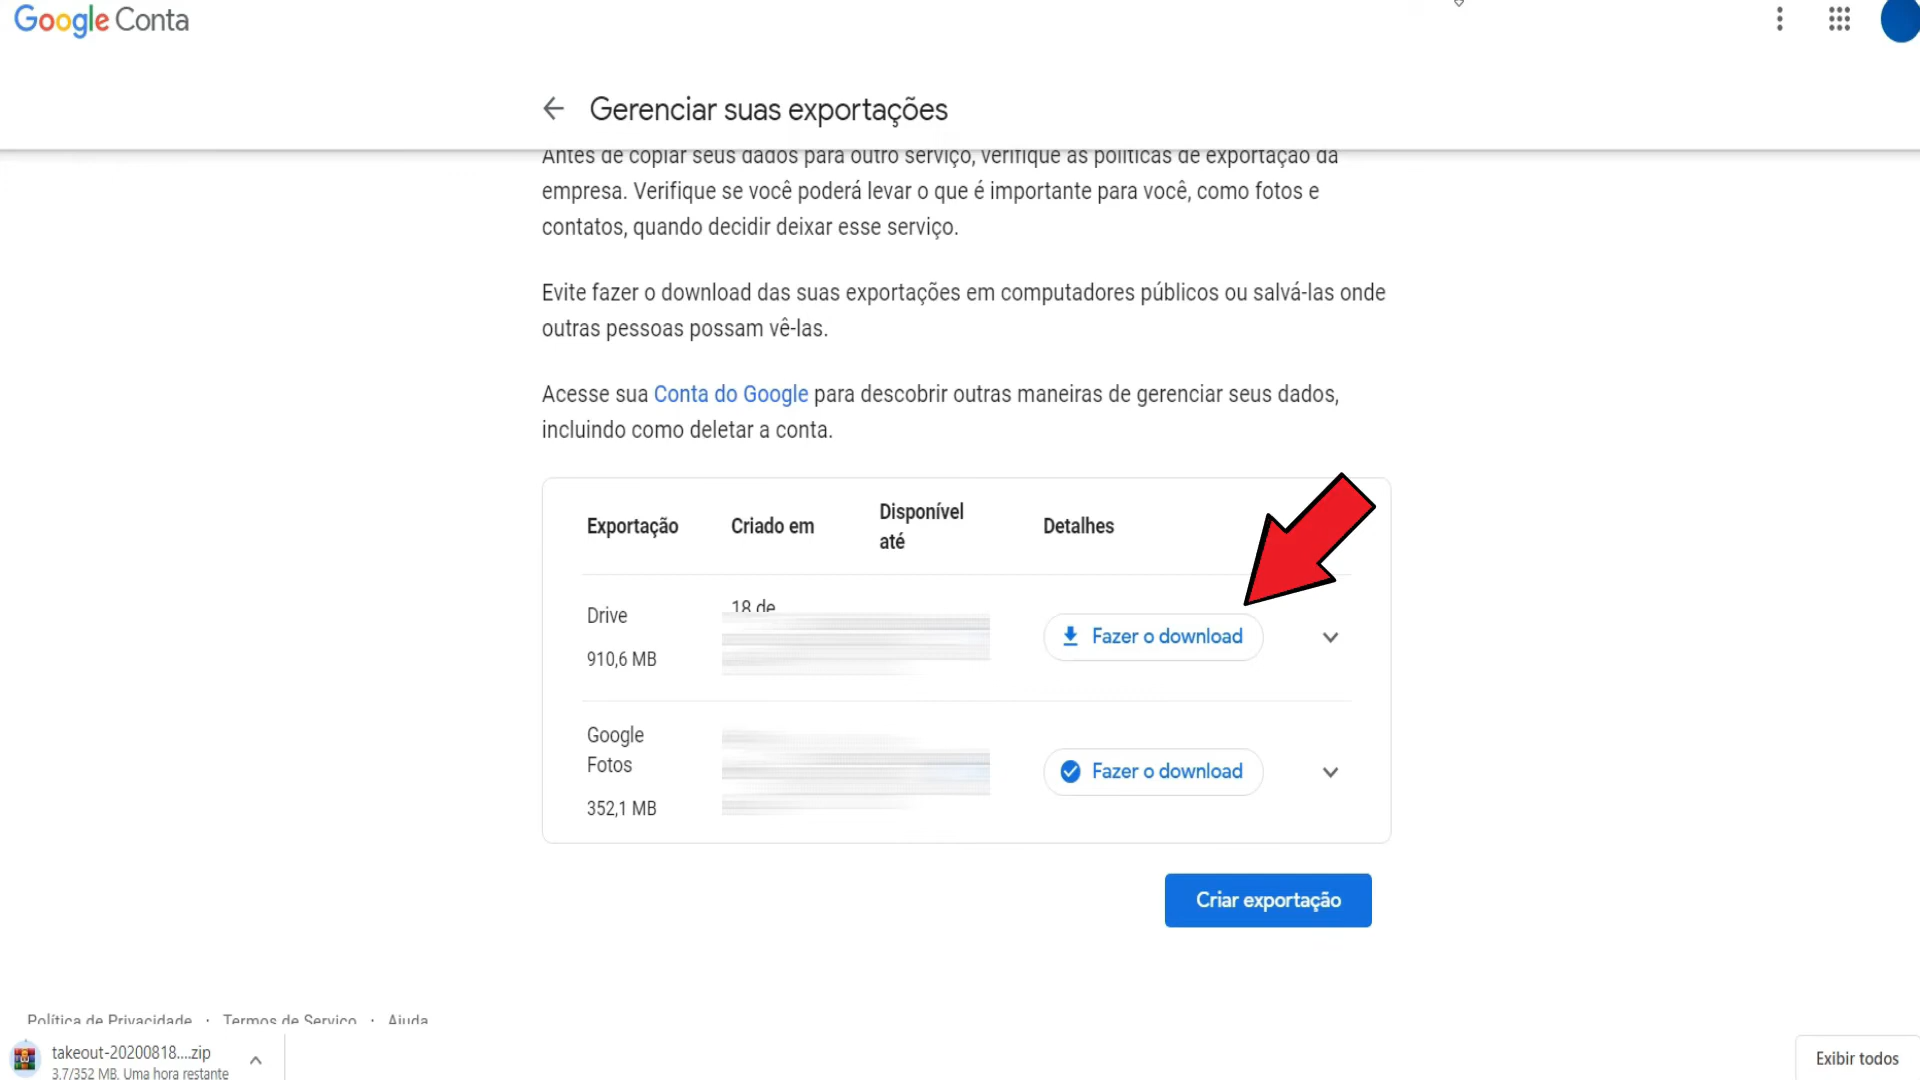 Google Conta
Gerenciar suas exportações
Antes de copiar seus dados para outro serviço, verifique as políticas de exportação da
empresa. Verifique se você poderá levar o que é importante para você, como fotos e
contatos, quando decidir deixar esse serviço.
Evite fazer o download das suas exportações em computadores públicos ou salvá-las onde
outras pessoas possam vê-las.
Acesse sua Conta do Google para descobrir outras maneiras de gerenciar seus dados,
incluindo como deletar a conta.
Exportação
Criado em
Disponível
até
Detalhes
Drive
910,6 MB
18 de
Fazer o download
Google
Fotos
352,1 MB
Fazer o download
Criar exportação
Política de Privacidade · Termos de Serviço · Ajuda
takeout-20200818....zip
3,7/352 MB, Uma hora restante
Exibir todos